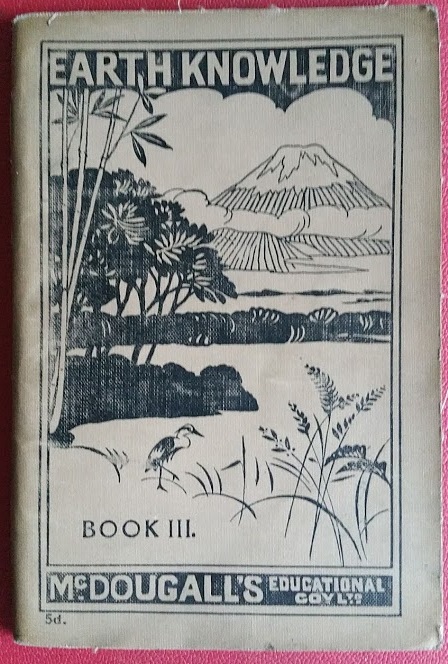 EARTH KNOWLEDGE
BOOK III.
McDOUGALL'S EDUCATIONAL
COY LTD
5d.